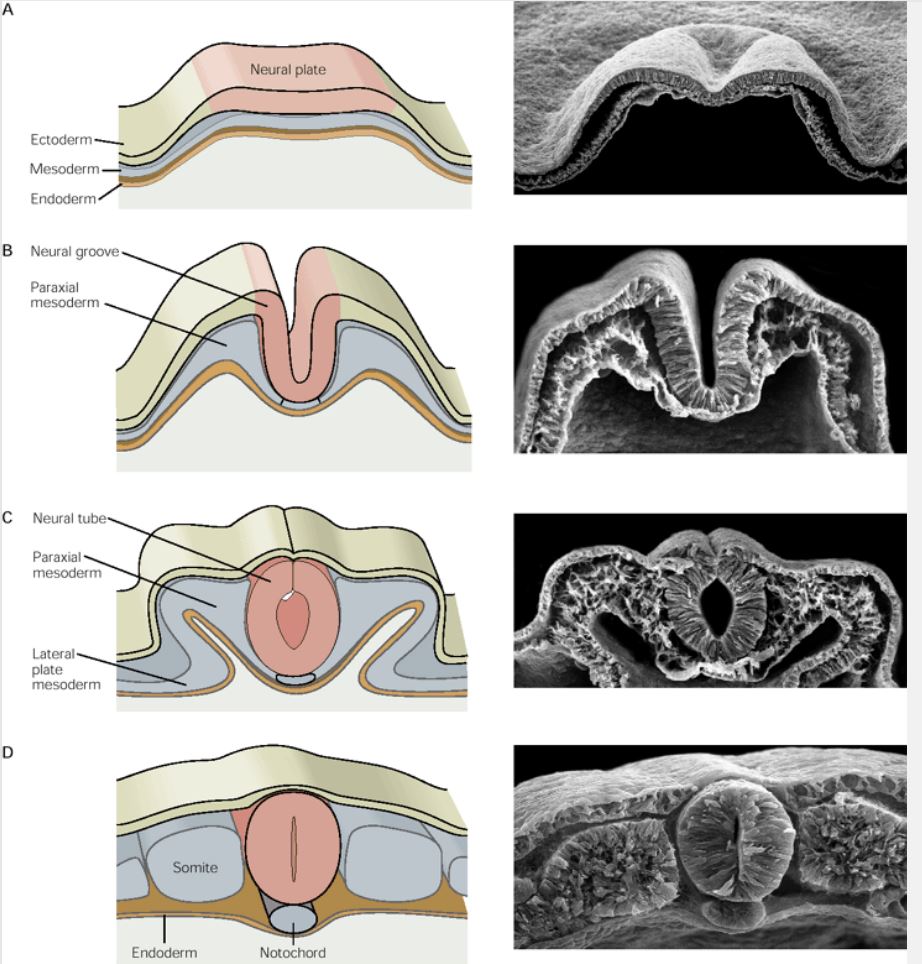 A
Neural plate
Ectoderm
Mesoderm
Endoderm
B
Neural groove
Paraxial
mesoderm
C
Neural tube
Paraxial
mesoderm
Lateral
plate
mesoderm
D
Somite
Endoderm
Notochord